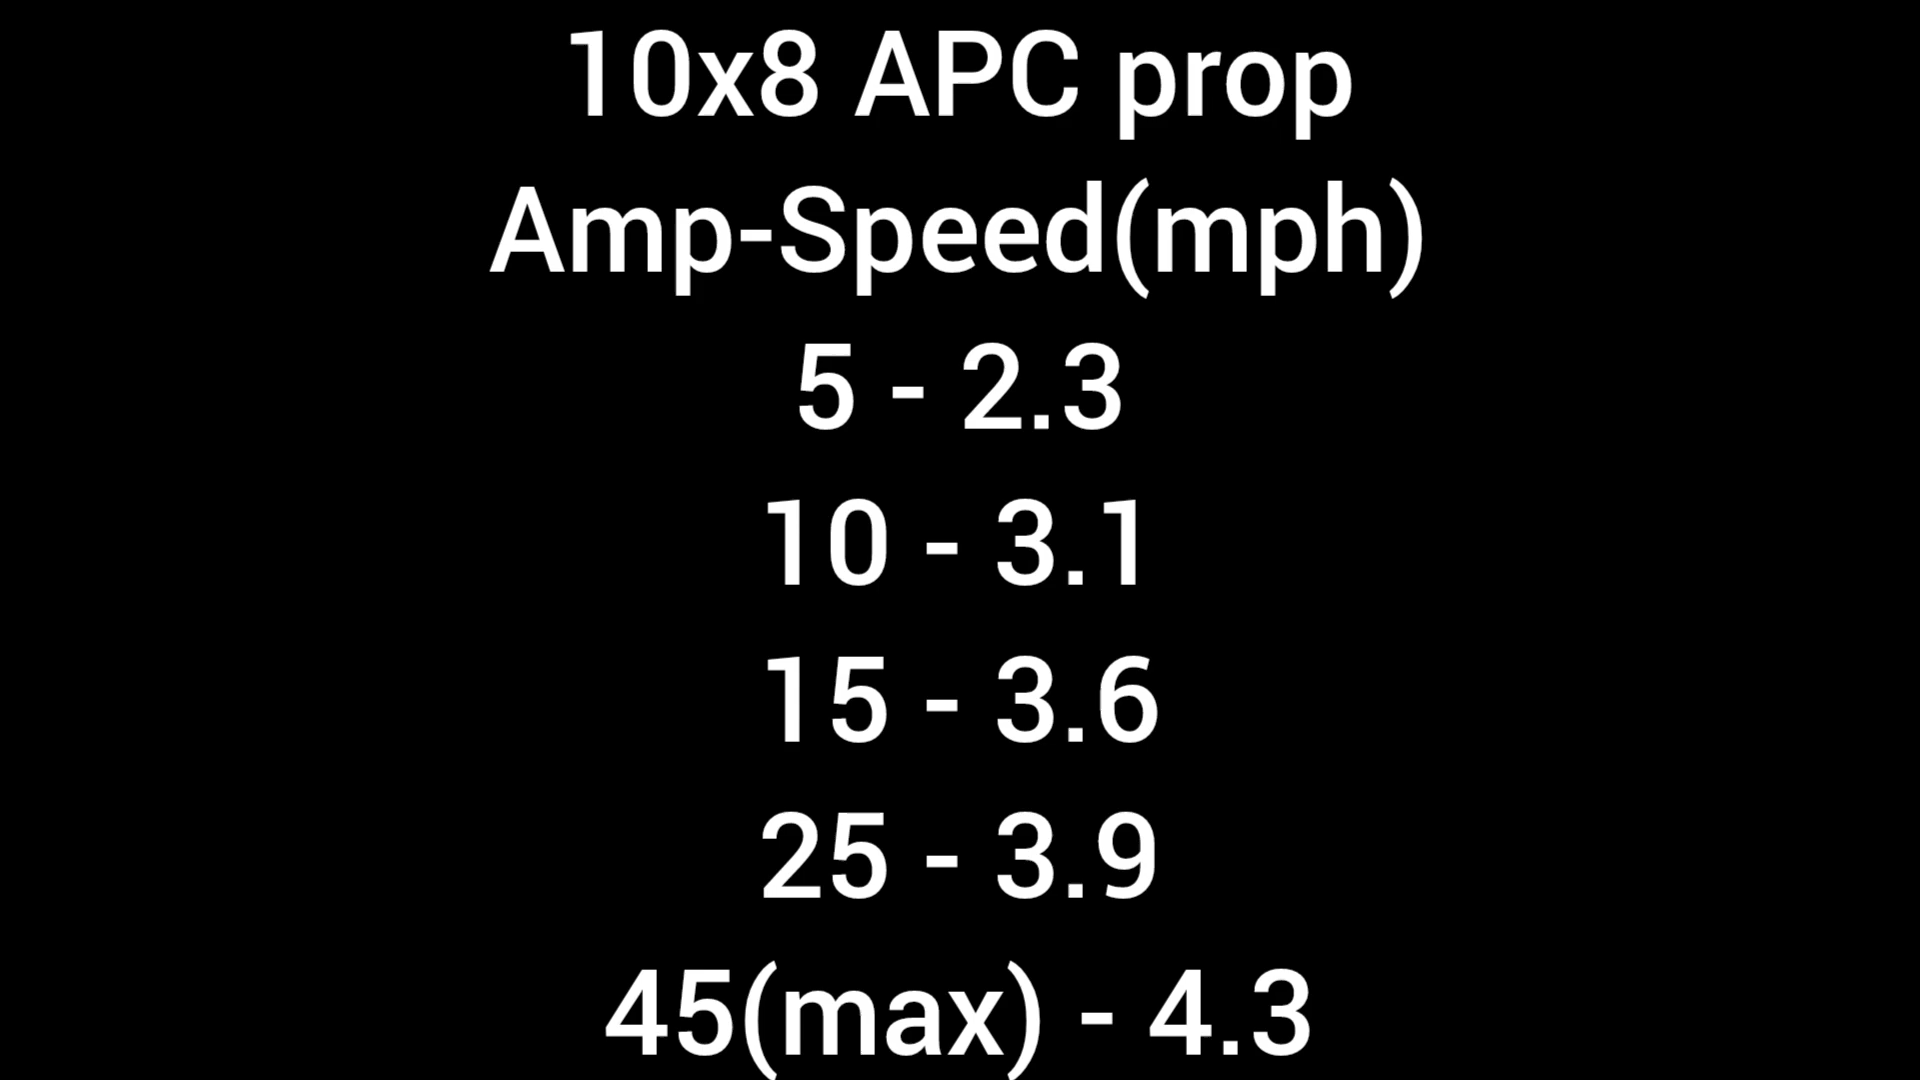 10x8 APC prop
Amp-Speed(mph)
5 - 2.3
10 - 3.1
15 - 3.6
25 - 3.9
45(max) - 4.3